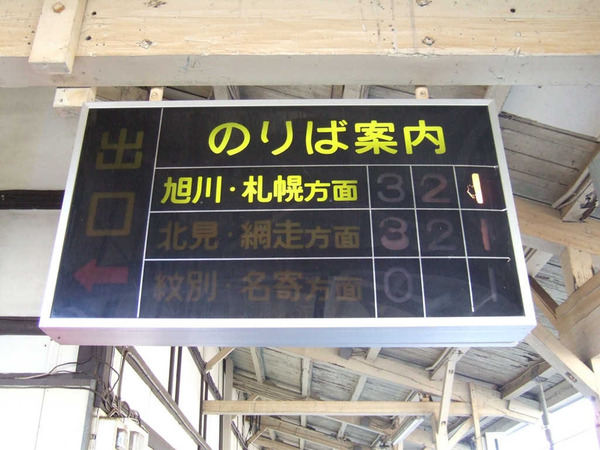 出口
のりば案内
旭川・札幌方面 3 2 1
北見・網走方面 3 2 1
紋別・名寄方面 0 1